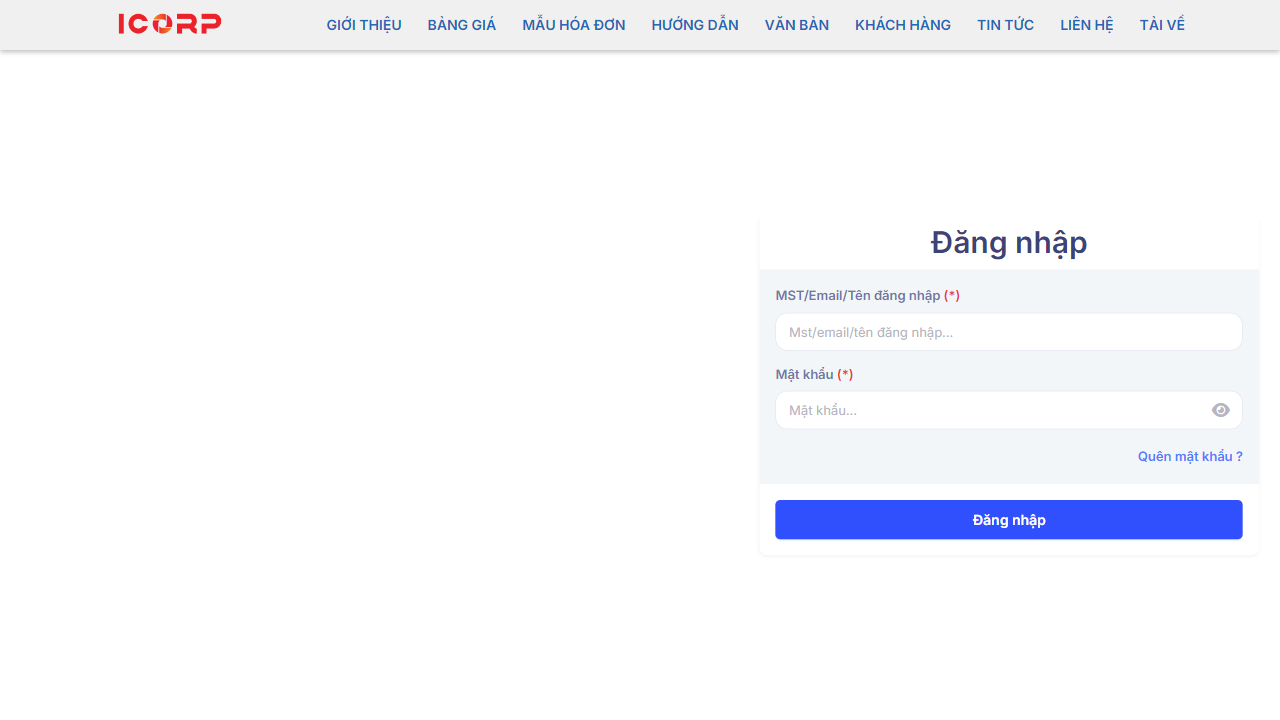 ICORP
GIỚI THIỆU BẢNG GIÁ MẪU HÓA ĐƠN HƯỚNG DẪN VĂN BẢN KHÁCH HÀNG TIN TỨC LIÊN HỆ TẢI VỀ
Đăng nhập
MST/Email/Tên đăng nhập (*)
Mst/email/tên đăng nhập...
Mật khẩu (*)
Mật khẩu...
Quên mật khẩu ?
Đăng nhập